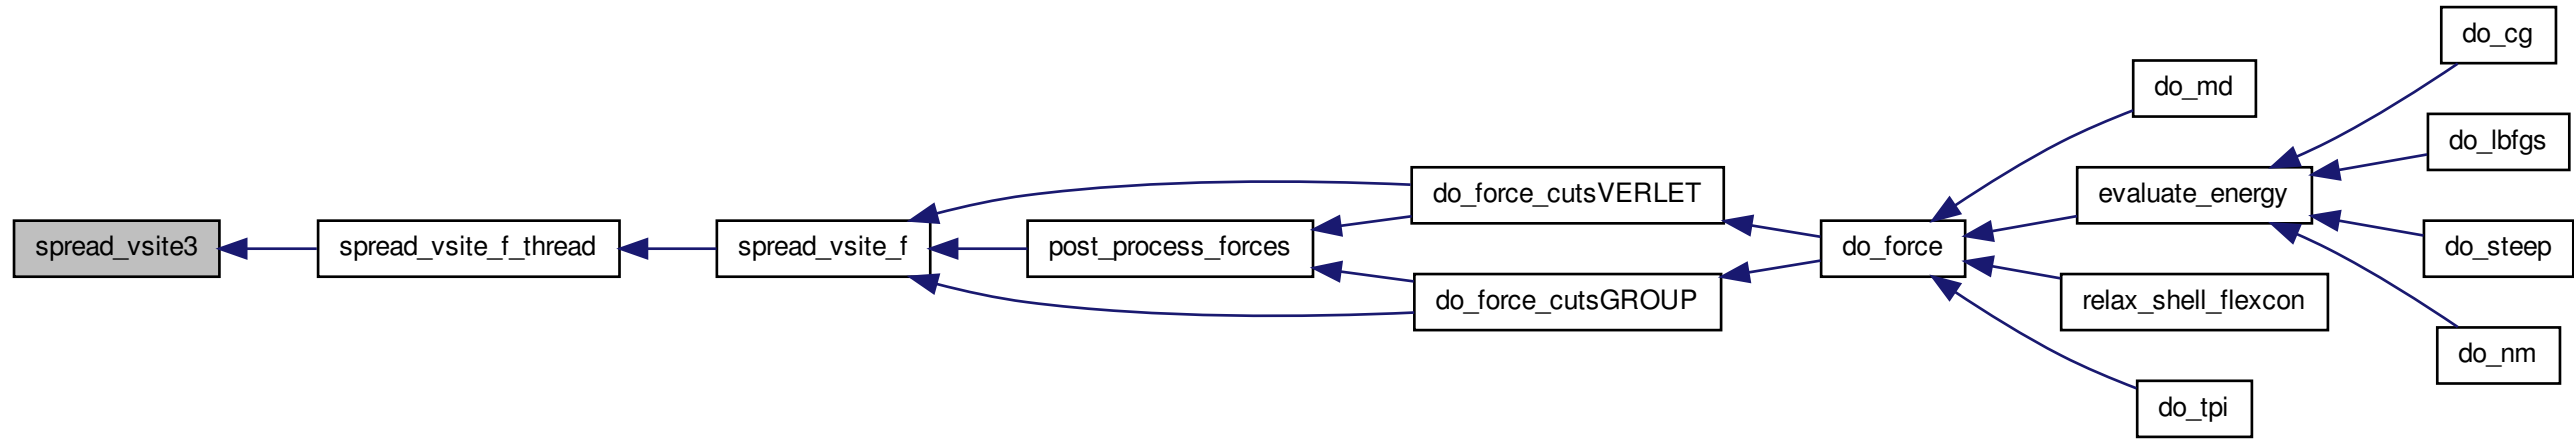 spread_vsite3
spread_vsite_f_thread
spread_vsite_f
do_force_cutsVERLET
post_process_forces
do_force_cutsGROUP
do_force
do_md
evaluate_energy
relax_shell_flexcon
do_tpi
do_cg
do_lbfgs
do_steep
do_nm